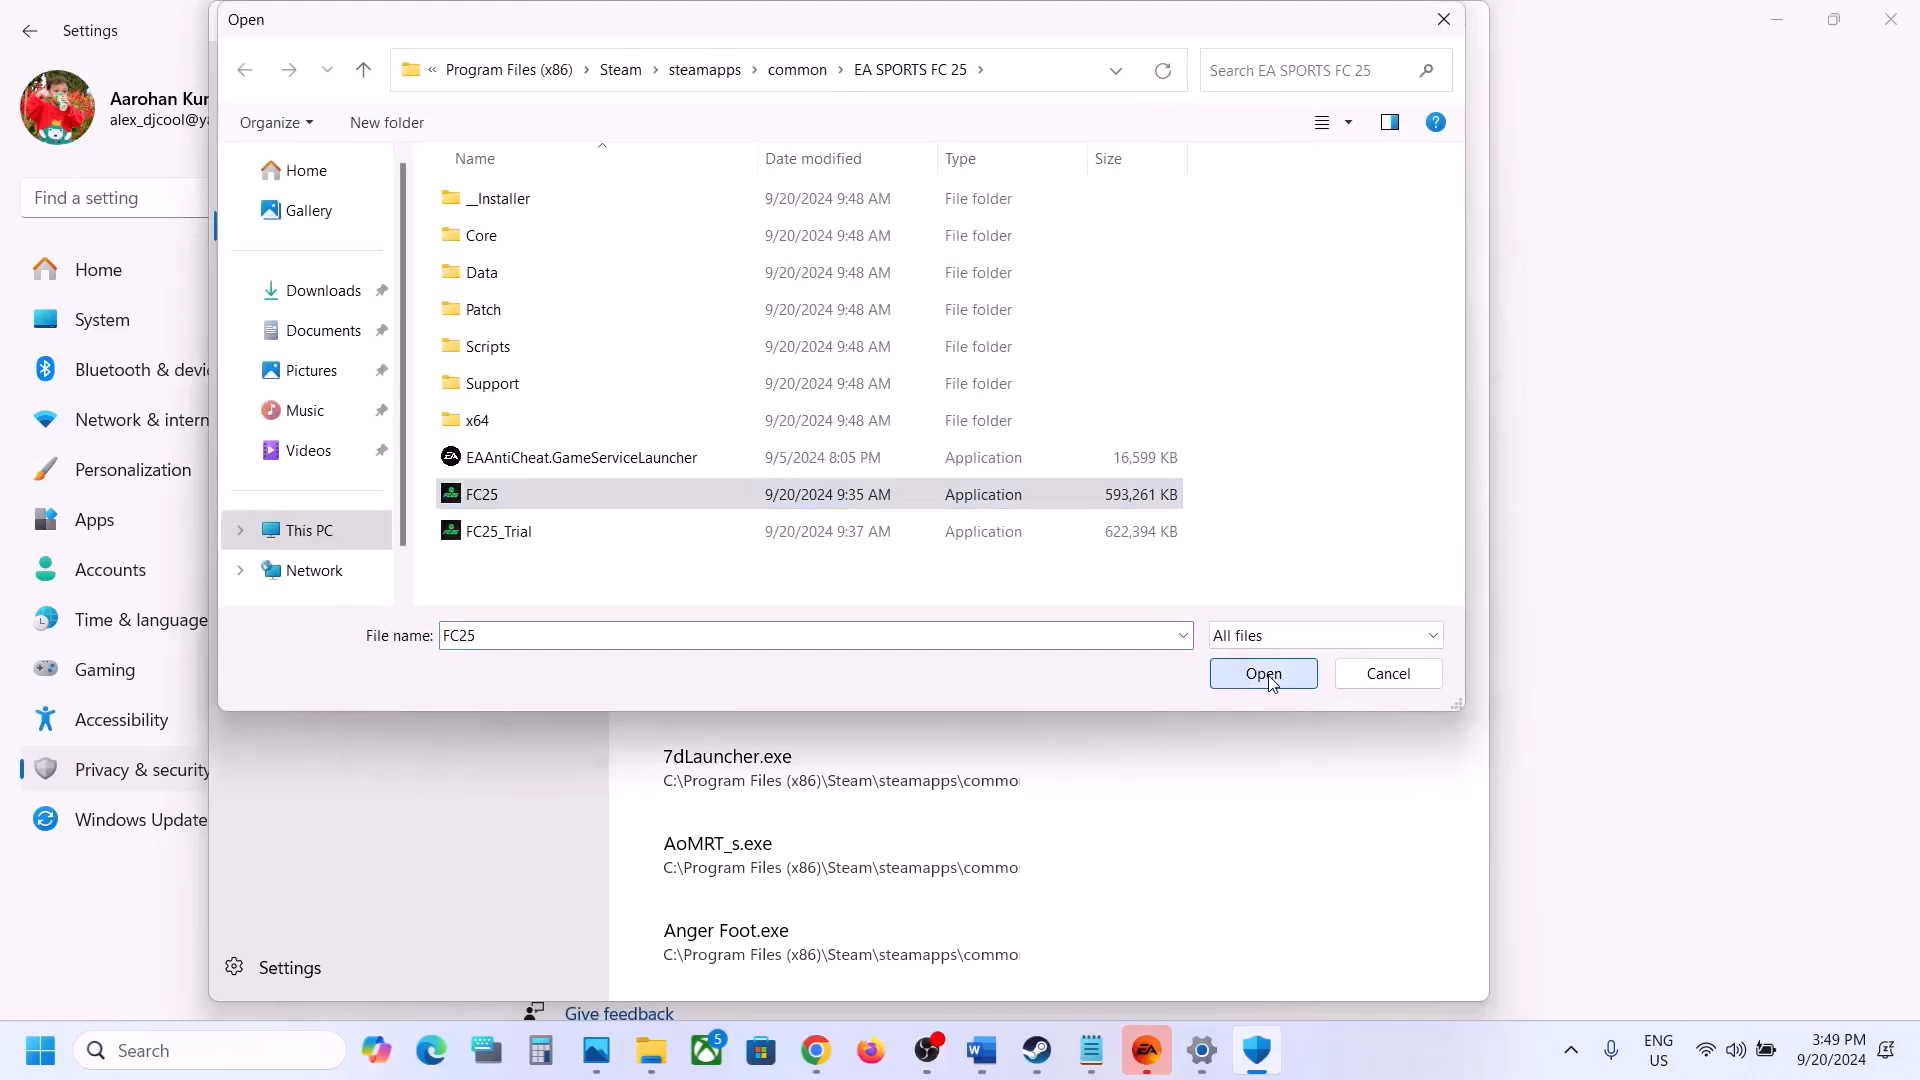 Settings
Open
Aarohan Kur
alex_djcool@y
Find a setting
Home
System
Bluetooth & devi
Network & intern
Personalization
Apps
Accounts
Time & language
Gaming
Accessibility
Privacy & security
Windows Update
« Program Files (x86) › Steam › steamapps › common › EA SPORTS FC 25 ›
Search EA SPORTS FC 25
Organize
New folder
Home
Gallery
Downloads
Documents
Pictures
Music
Videos
This PC
Network
Name Date modified Type Size
__Installer 9/20/2024 9:48 AM File folder
Core 9/20/2024 9:48 AM File folder
Data 9/20/2024 9:48 AM File folder
Patch 9/20/2024 9:48 AM File folder
Scripts 9/20/2024 9:48 AM File folder
Support 9/20/2024 9:48 AM File folder
x64 9/20/2024 9:48 AM File folder
EAAntiCheat.GameServiceLauncher 9/5/2024 8:05 PM Application 16,599 KB
FC25 9/20/2024 9:35 AM Application 593,261 KB
FC25_Trial 9/20/2024 9:37 AM Application 622,394 KB
File name: FC25
All files
Open
Cancel
7dLauncher.exe
C:\Program Files (x86)\Steam\steamapps\commo
AoMRT_s.exe
C:\Program Files (x86)\Steam\steamapps\commo
Anger Foot.exe
C:\Program Files (x86)\Steam\steamapps\commo
Settings
Give feedback
Search
5
ENG
US
3:49 PM
9/20/2024